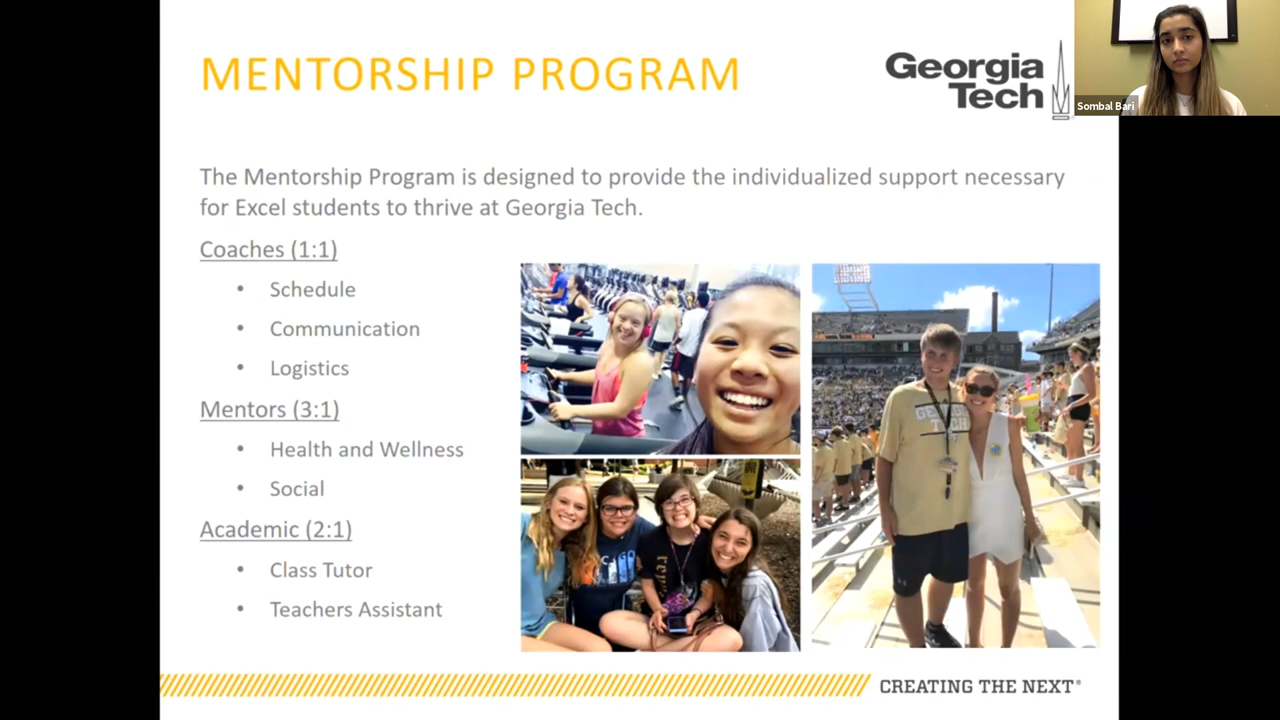 MENTORSHIP PROGRAM
Georgia
Tech
Sombal Bari
The Mentorship Program is designed to provide the individualized support necessary
for Excel students to thrive at Georgia Tech.
Coaches (1:1)
• Schedule
• Communication
• Logistics
Mentors (3:1)
• Health and Wellness
• Social
Academic (2:1)
• Class Tutor
• Teachers Assistant
GEORGIA
TECH
CREATING THE NEXT®